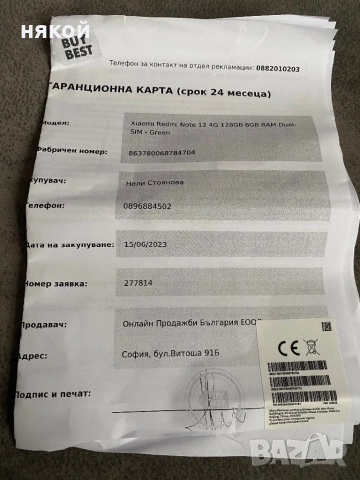 някой
BUY
BEST
Телефон за контакт на отдел рекламации: 0882010203
ГАРАНЦИОННА КАРТА (срок 24 месеца)
Модел: Xiaomi Redmi Note 12 4G 128GB 8GB RAM Dual-
SIM - Green
Фабричен номер: 863780068784704
Купувач: Нели Стоянова
Телефон: 0896884502
Дата на закупуване: 15/06/2023
Номер заявка: 277814
Продавач: Онлайн Продажби България ЕООД
Адрес: София, бул.Витоша 91Б
Подпис и печат:
CE
BAZAR